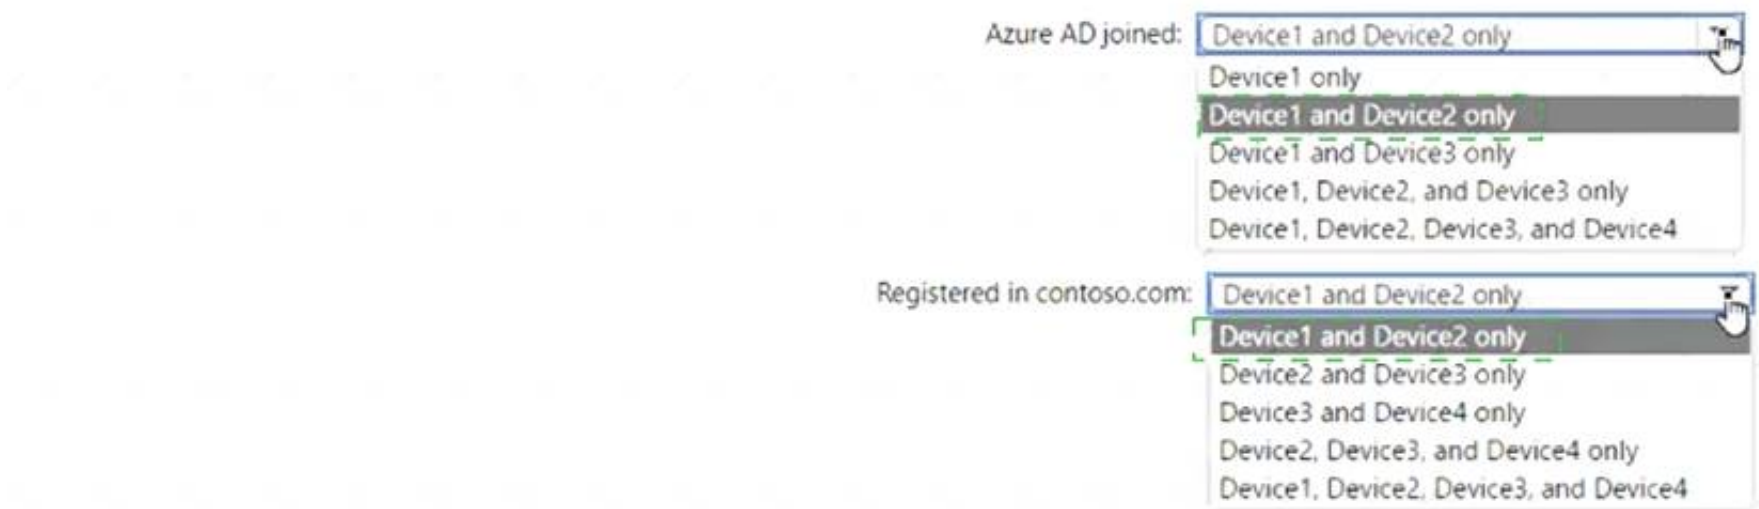 Azure AD joined: Device1 and Device2 only
Device1 only
Device1 and Device2 only
Device1 and Device3 only
Device1, Device2, and Device3 only
Device1, Device2, Device3, and Device4
Registered in contoso.com: Device1 and Device2 only
Device1 and Device2 only
Device2 and Device3 only
Device3 and Device4 only
Device2, Device3, and Device4 only
Device1, Device2, Device3, and Device4